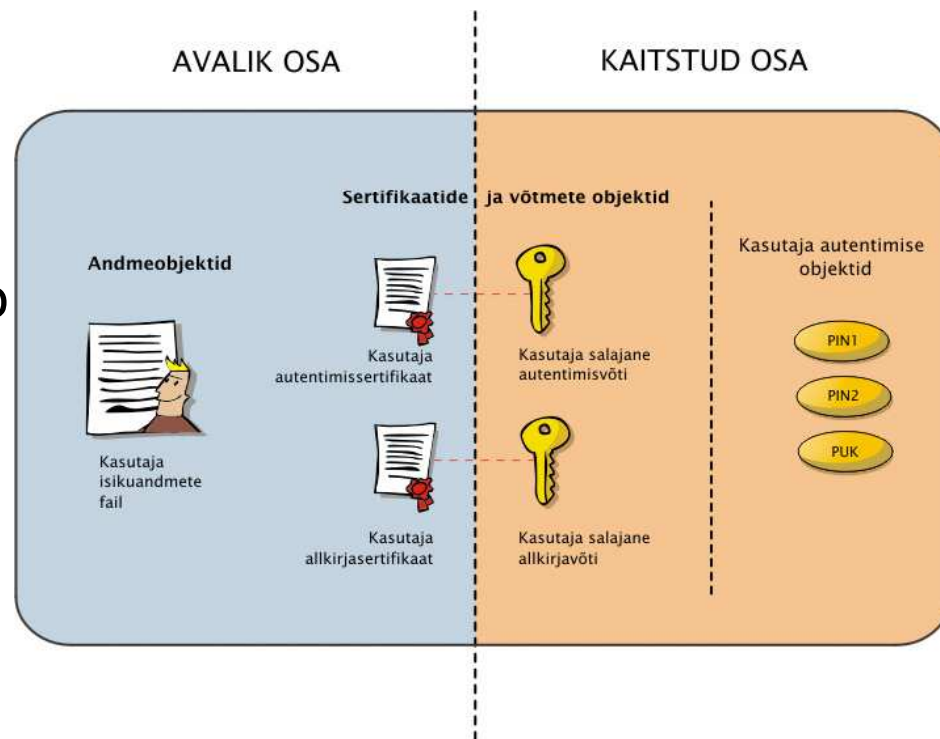 AVALIK OSA
KAITSTUD OSA
Sertifikaatide ja võtmete objektid
Andmeobjektid
Kasutaja
isikuandmete
fail
Kasutaja
autentimissertifikaat
Kasutaja salajane
autentimisvõti
Kasutaja
allkirjasertifikaat
Kasutaja salajane
allkirjavõti
Kasutaja autentimise
objektid
PIN1
PIN2
PUK